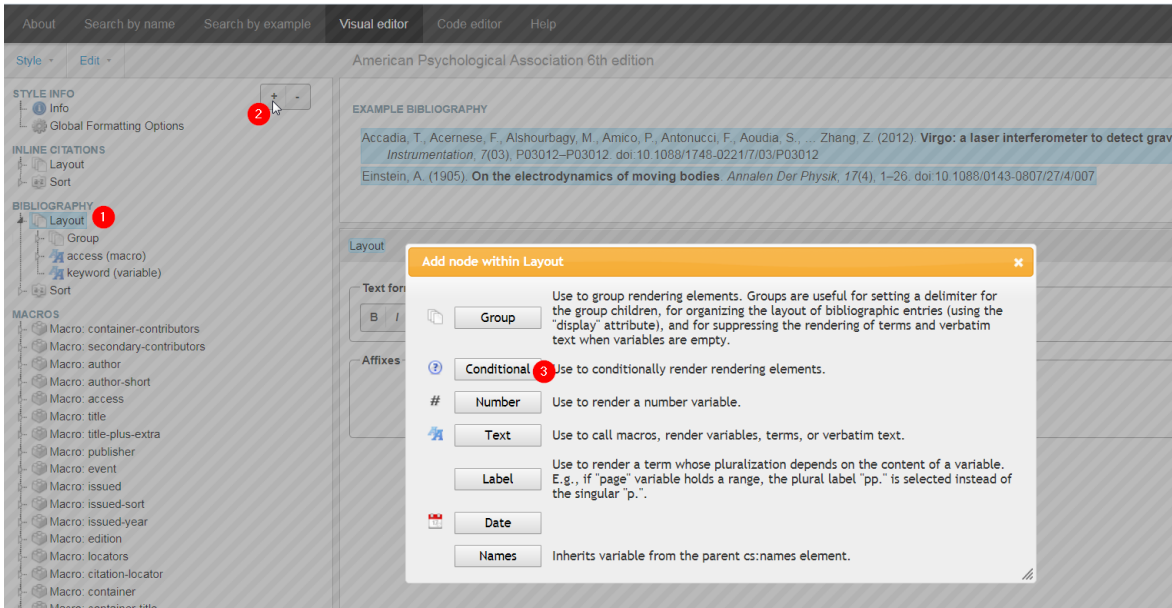 About Search by name Search by example Visual editor Code editor Help
Style Edit
American Psychological Association 6th edition
STYLE INFO
Info
Global Formatting Options
INLINE CITATIONS
Layout
Sort
BIBLIOGRAPHY
Layout
Group
access (macro)
keyword (variable)
Sort
MACROS
Macro: container-contributors
Macro: secondary-contributors
Macro: author
Macro: author-short
Macro: access
Macro: title
Macro: title-plus-extra
Macro: publisher
Macro: event
Macro: issued
Macro: issued-sort
Macro: issued-year
Macro: edition
Macro: locators
Macro: citation-locator
Macro: container
Macro: container-title
+ -
2
1
EXAMPLE BIBLIOGRAPHY
Accadia, T., Acernese, F., Alshourbagy, M., Amico, P., Antonucci, F., Aoudia, S., … Zhang, Z. (2012). Virgo: a laser interferometer to detect grav
Instrumentation, 7(03), P03012–P03012. doi:10.1088/1748-0221/7/03/P03012
Einstein, A. (1905). On the electrodynamics of moving bodies. Annalen Der Physik, 17(4), 1–26. doi:10.1088/0143-0807/27/4/007
Layout
Text for
B I
Affixes
Add node within Layout
Group
Use to group rendering elements. Groups are useful for setting a delimiter for
the group children, for organizing the layout of bibliographic entries (using the
"display" attribute), and for suppressing the rendering of terms and verbatim
text when variables are empty.
? Conditional 3 Use to conditionally render rendering elements.
# Number Use to render a number variable.
Text Use to call macros, render variables, terms, or verbatim text.
Label
Use to render a term whose pluralization depends on the content of a variable.
E.g., if "page" variable holds a range, the plural label "pp." is selected instead of
the singular "p.".
Date
Names Inherits variable from the parent cs:names element.